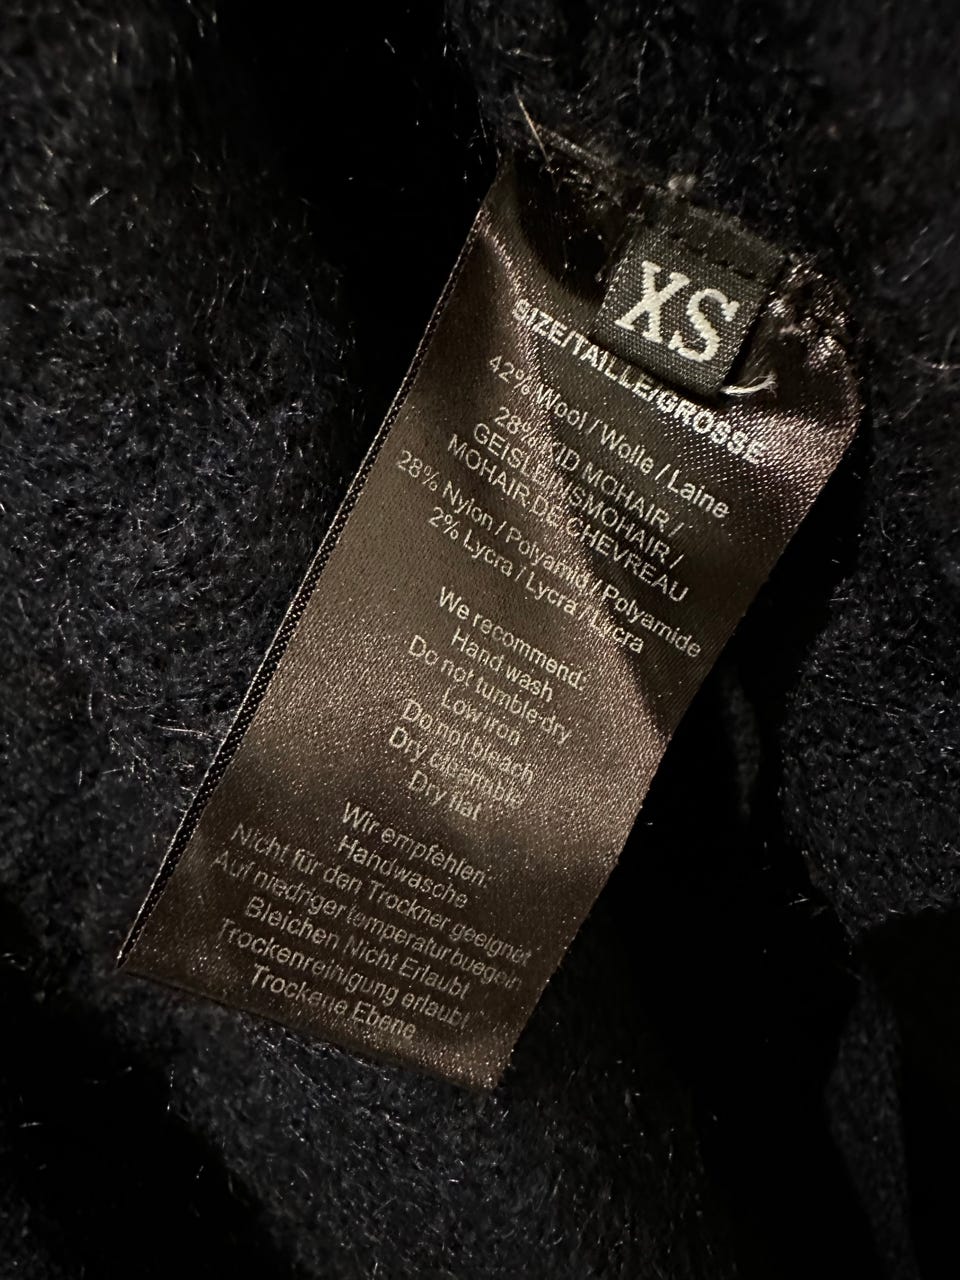 XS
SIZE/TAILLE/GROSSE
42% Wool / Wolle / Laine
28% KID MOHAIR /
GEISLEINSMOHAIR /
MOHAIR DE CHEVREAU
28% Nylon / Polyamid / Polyamide
2% Lycra / Lycra / Lycra
We recommend:
Hand wash
Do not tumble-dry
Low iron
Do not bleach
Dry cleanable
Dry flat
Wir empfehlen:
Handwasche
Nicht für den Trockner geeignet
Auf niedriger temperatur buegeln
Bleichen Nicht Erlaubt
Trockenreinigung erlaubt
Trockene Ebene